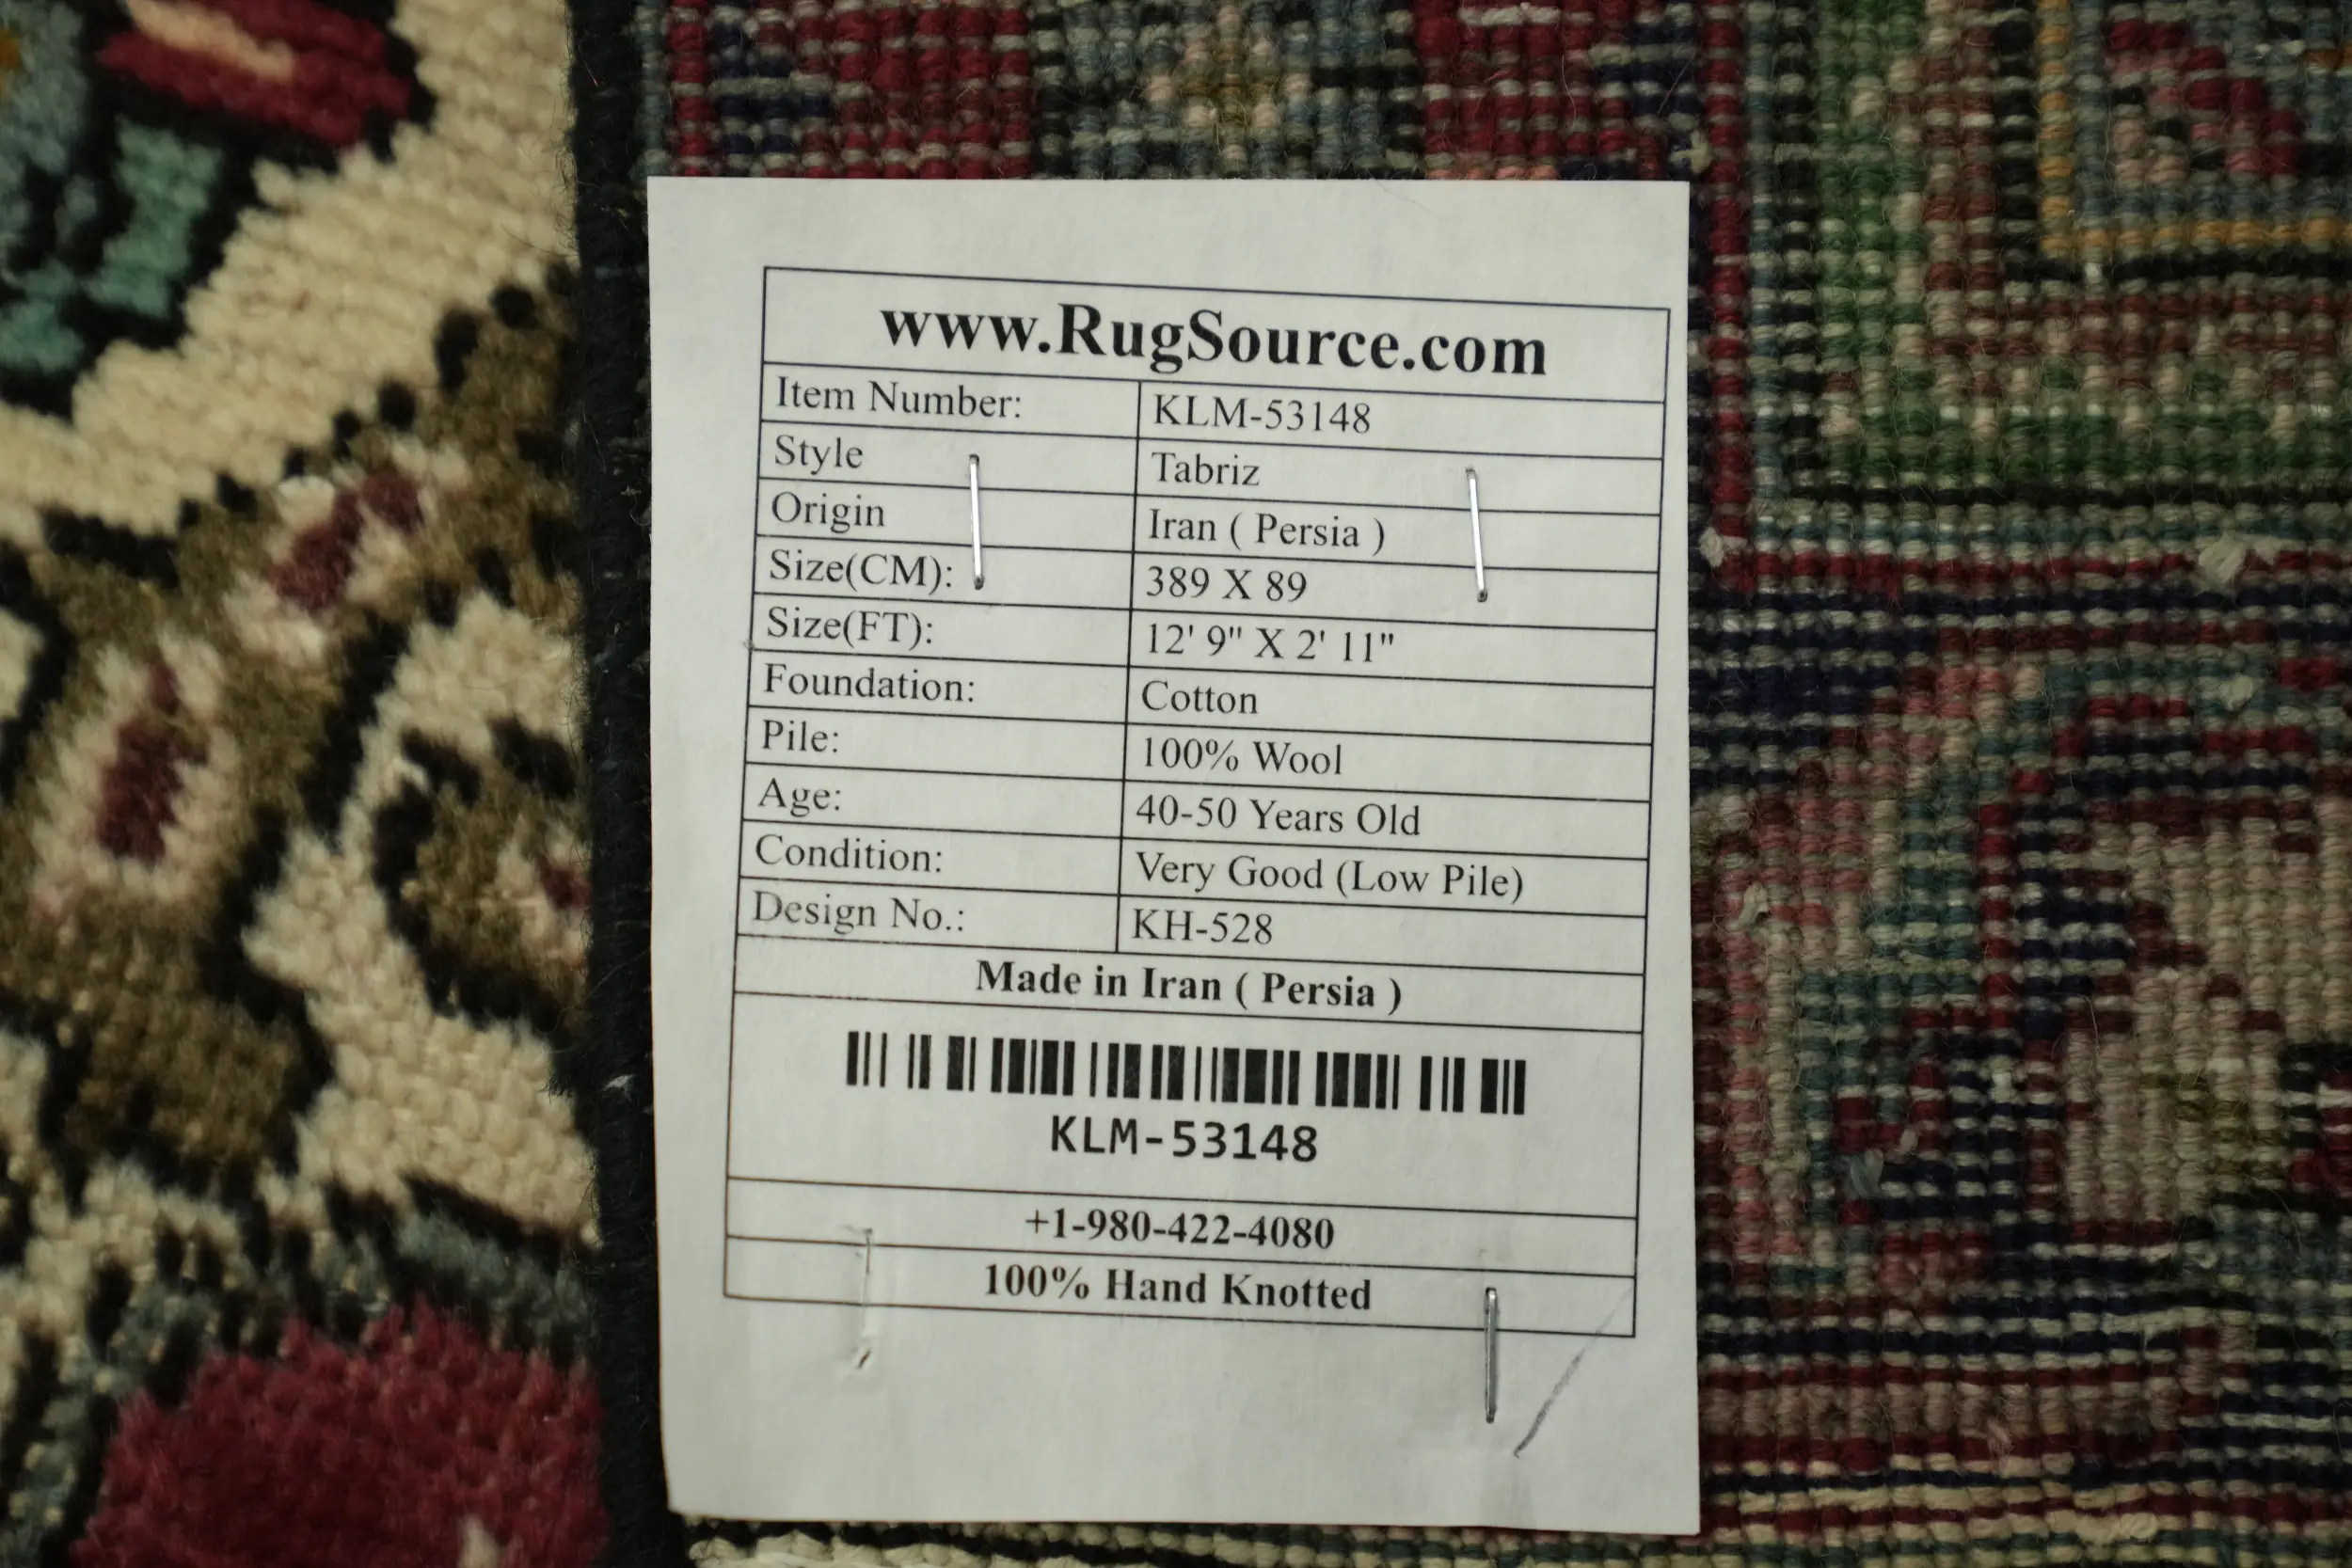 www.RugSource.com
Item Number: KLM-53148
Style Tabriz
Origin Iran ( Persia )
Size(CM): 389 X 89
Size(FT): 12' 9" X 2' 11"
Foundation: Cotton
Pile: 100% Wool
Age: 40-50 Years Old
Condition: Very Good (Low Pile)
Design No.: KH-528
Made in Iran ( Persia )
KLM-53148
+1-980-422-4080
100% Hand Knotted